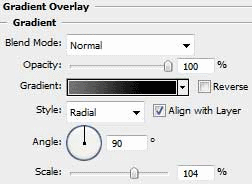 Gradient Overlay
Gradient
Blend Mode: Normal
Opacity: 100 %
Gradient: Reverse
Style: Radial Align with Layer
Angle: 90 °
Scale: 104 %